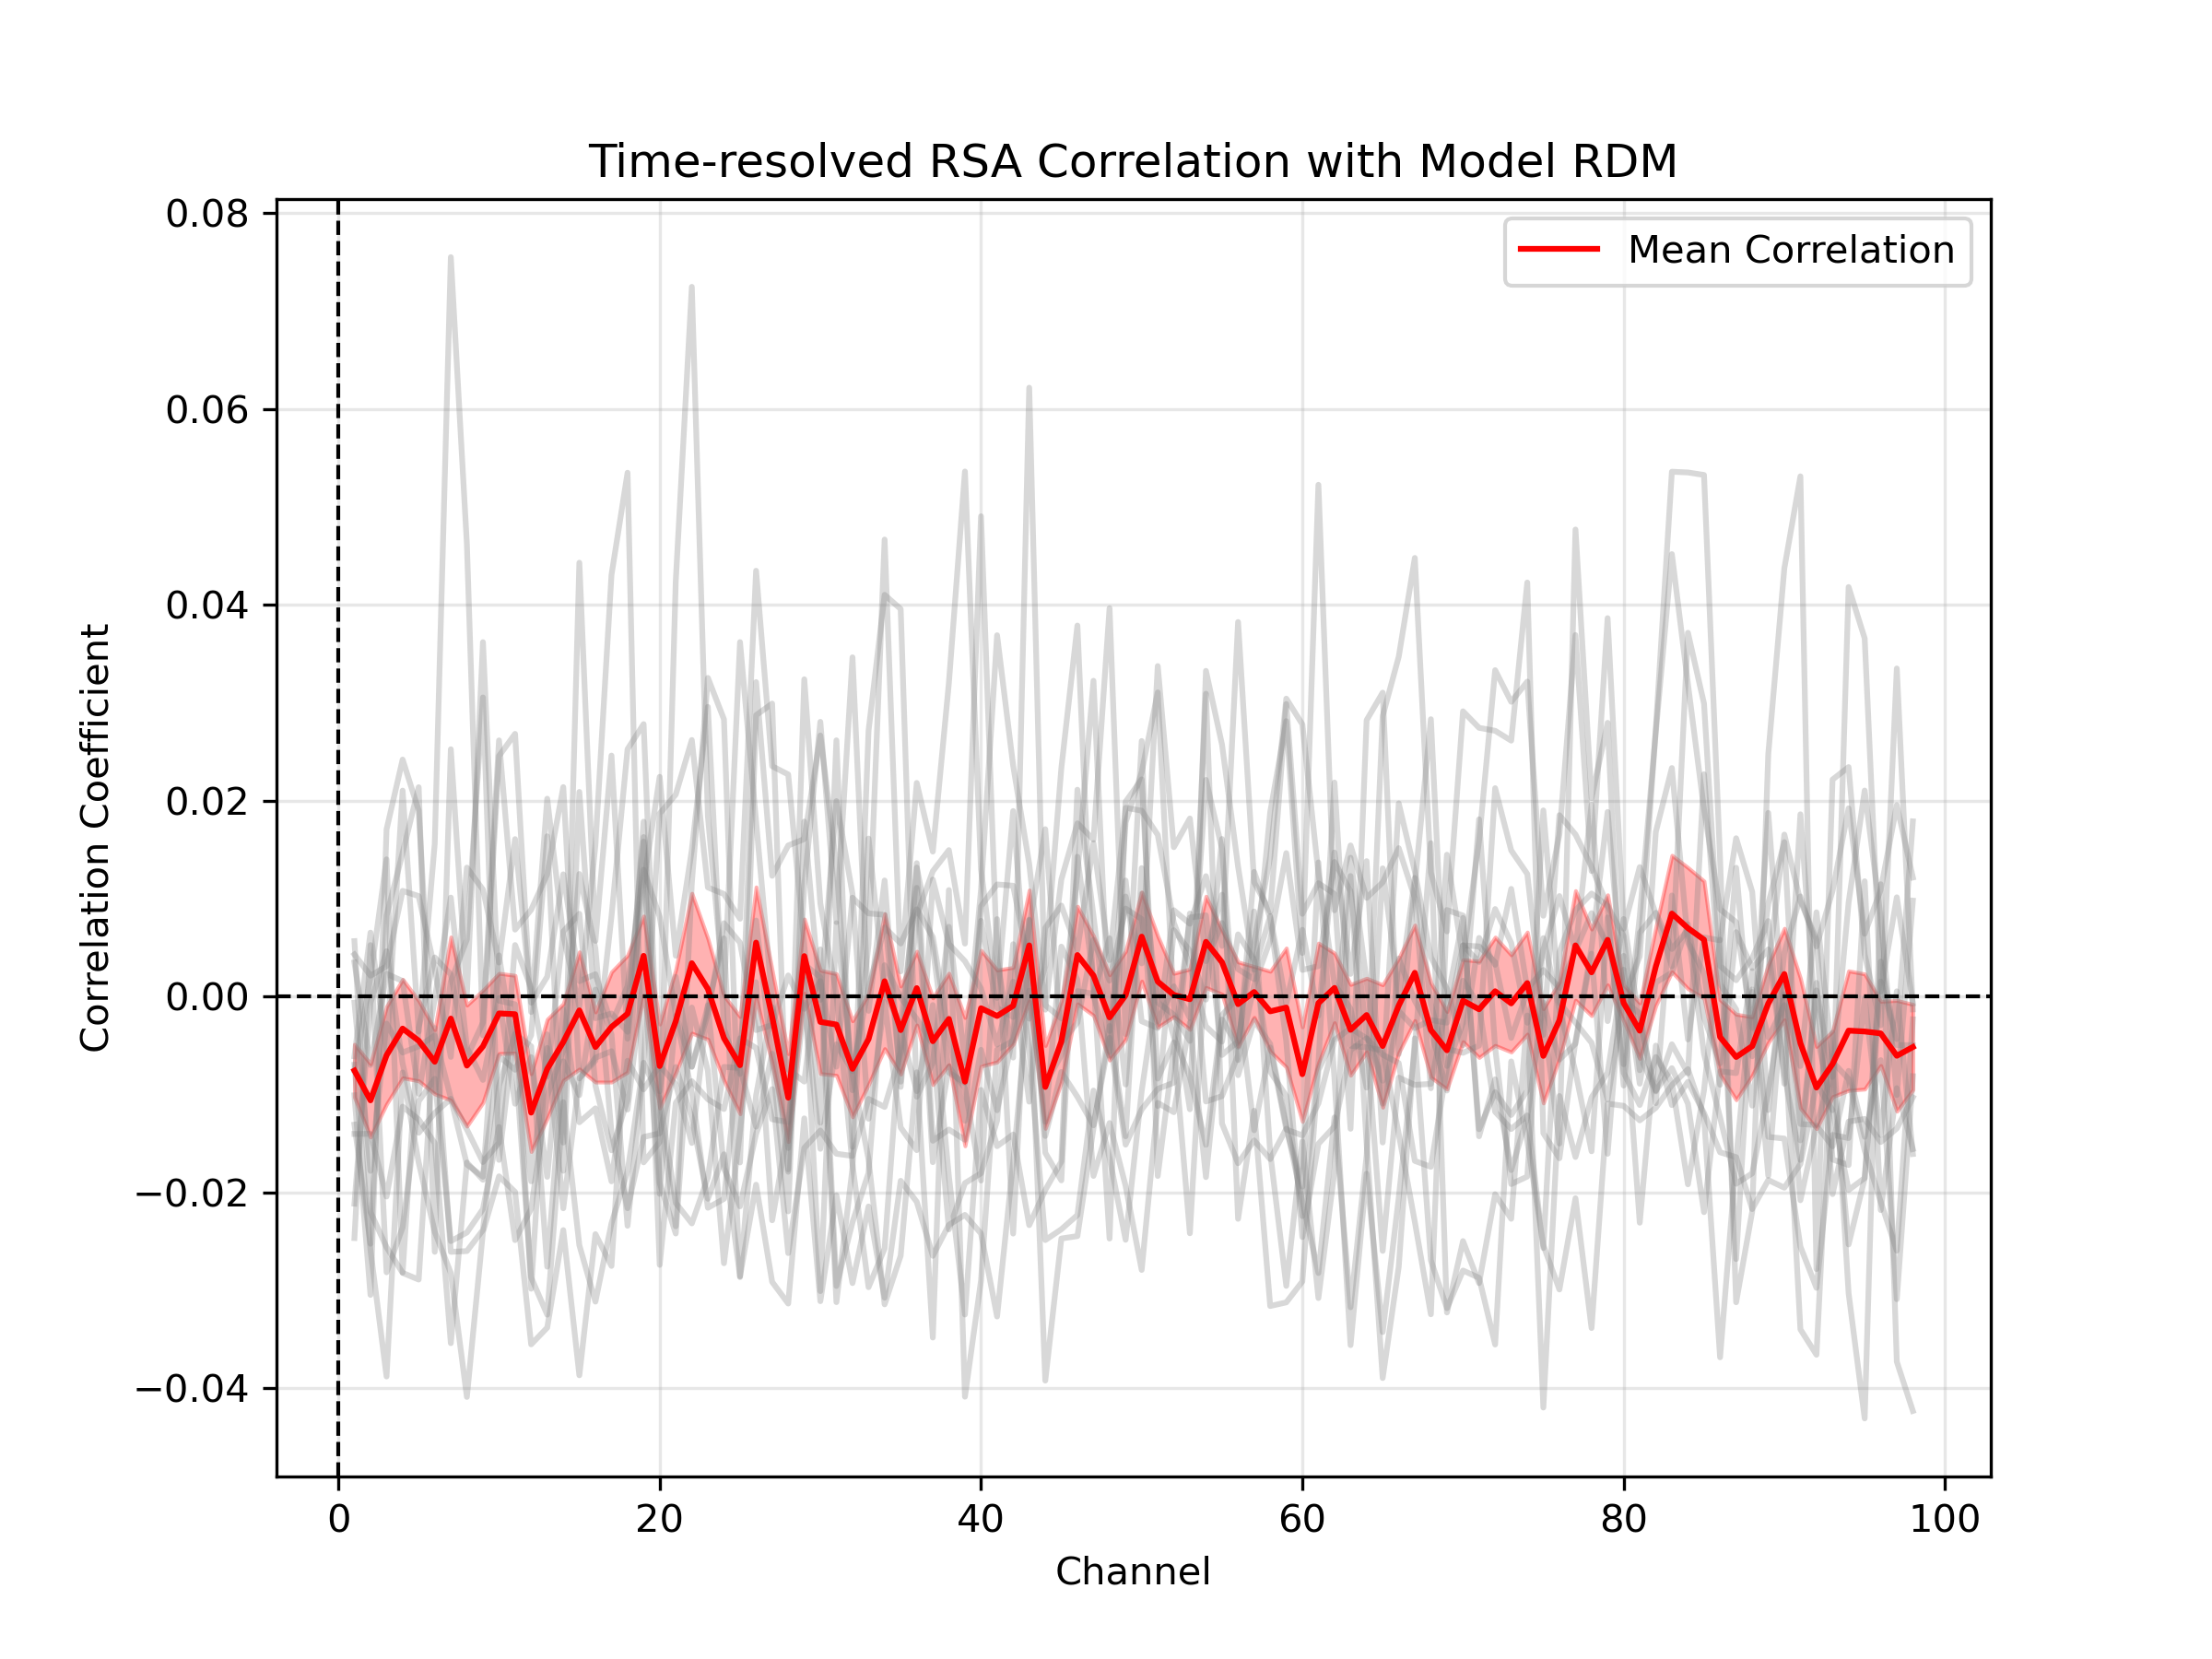 Time-resolved RSA Correlation with Model RDM
Mean Correlation
Correlation Coefficient
0.08
0.06
0.04
0.02
0.00
−0.02
−0.04
0 20 40 60 80 100
Channel